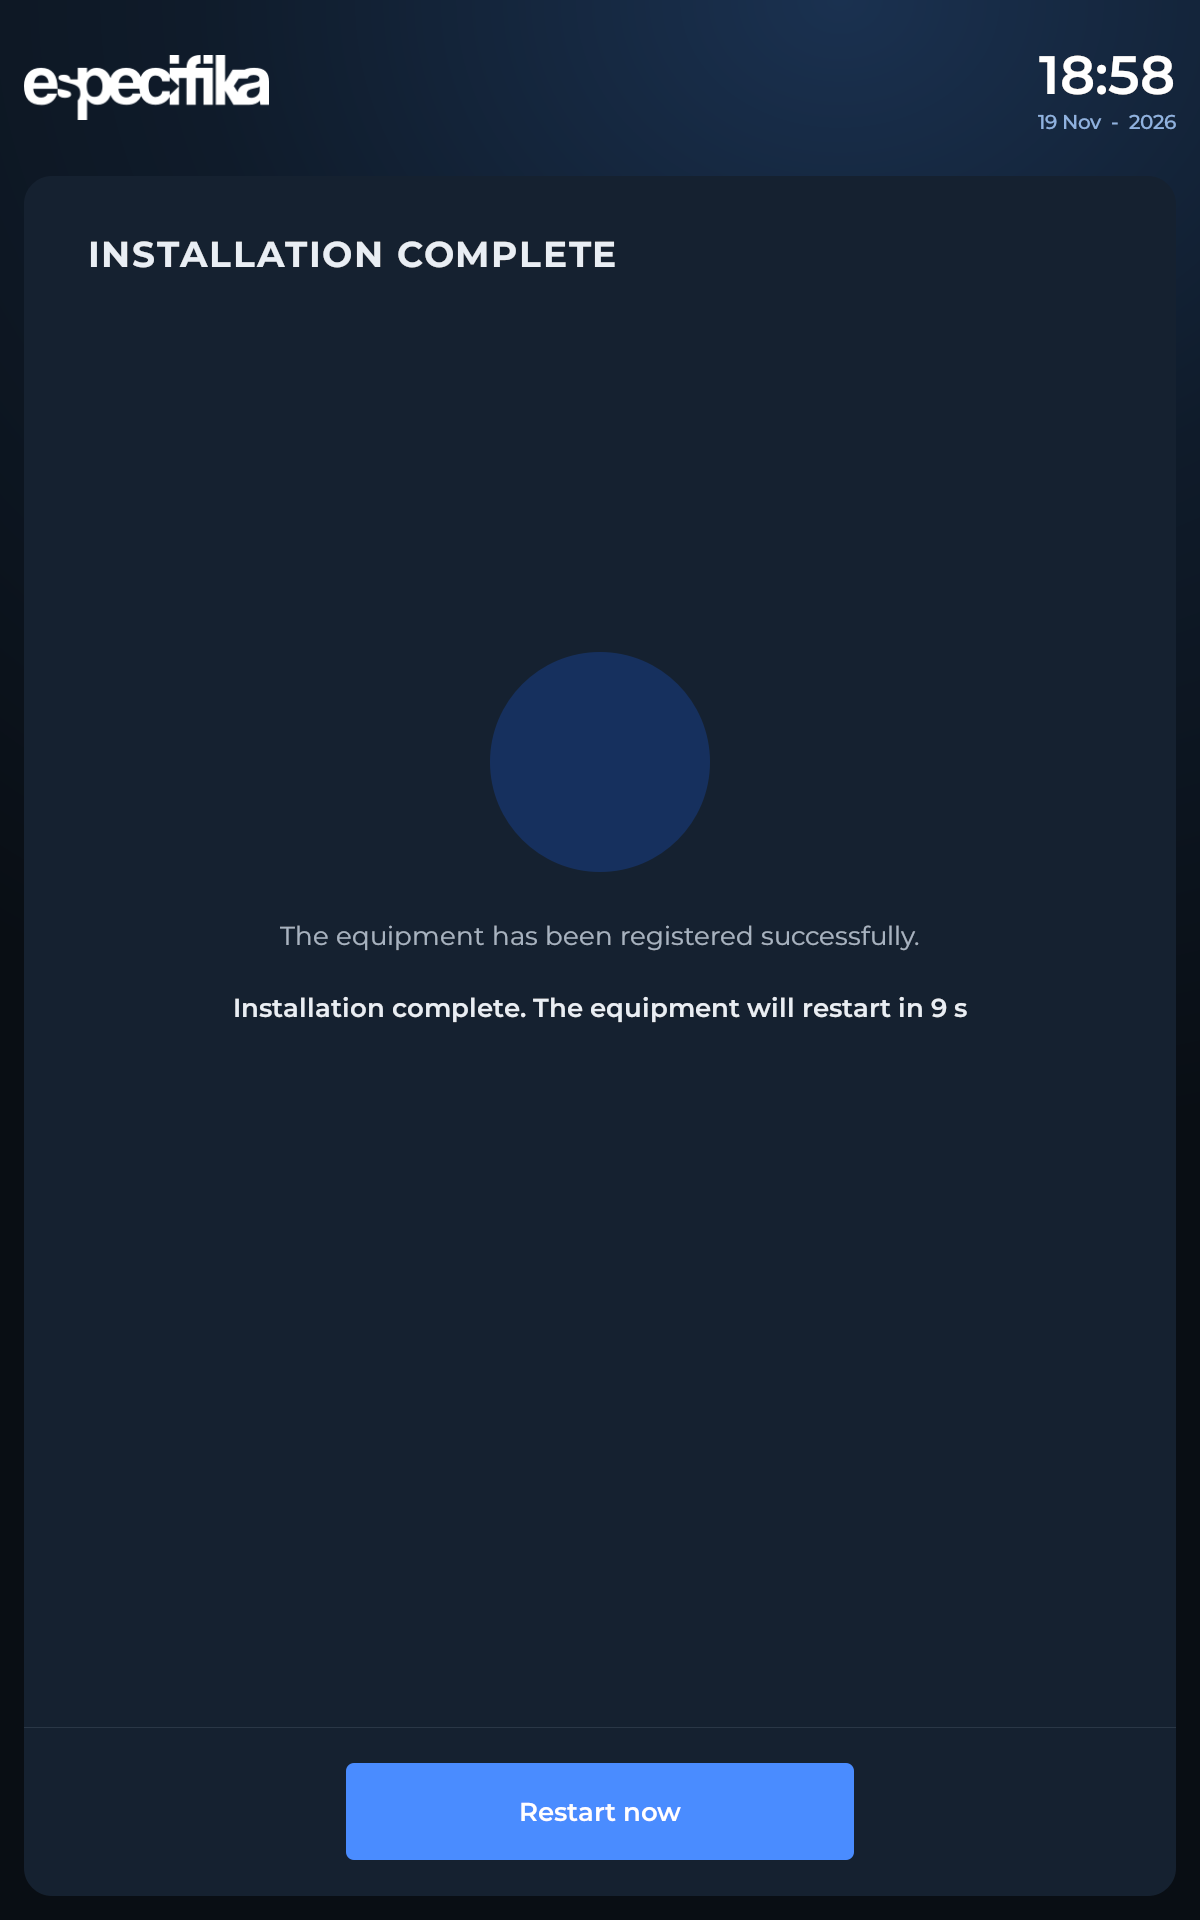 especifika
18:58
19 Nov - 2026
INSTALLATION COMPLETE
The equipment has been registered successfully.
Installation complete. The equipment will restart in 9 s
Restart now